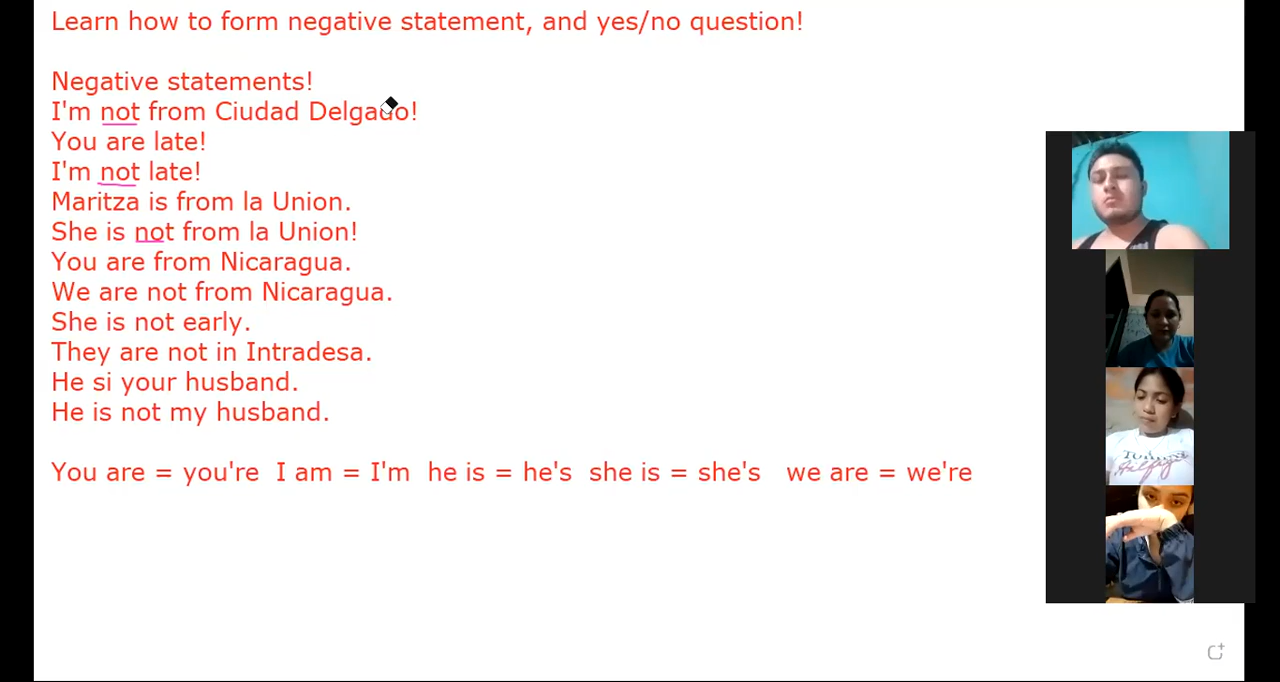 Learn how to form negative statement, and yes/no question!
Negative statements!
I'm not from Ciudad Delgado!
You are late!
I'm not late!
Maritza is from la Union.
She is not from la Union!
You are from Nicaragua.
We are not from Nicaragua.
She is not early.
They are not in Intradesa.
He si your husband.
He is not my husband.
You are = you're I am = I'm he is = he's she is = she's we are = we're